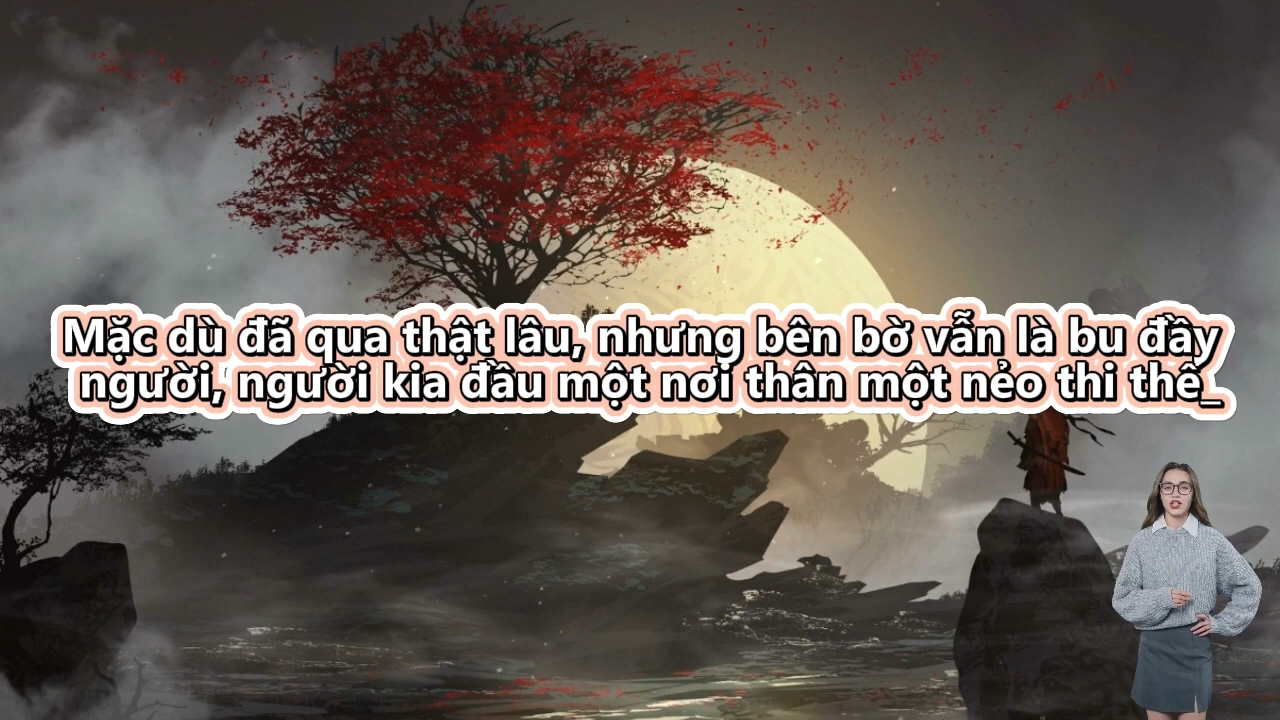 Mặc dù đã qua thật lâu, nhưng bên bờ vẫn là bu đầy
người, người kia đầu một nơi thân một nẻo thi thể_